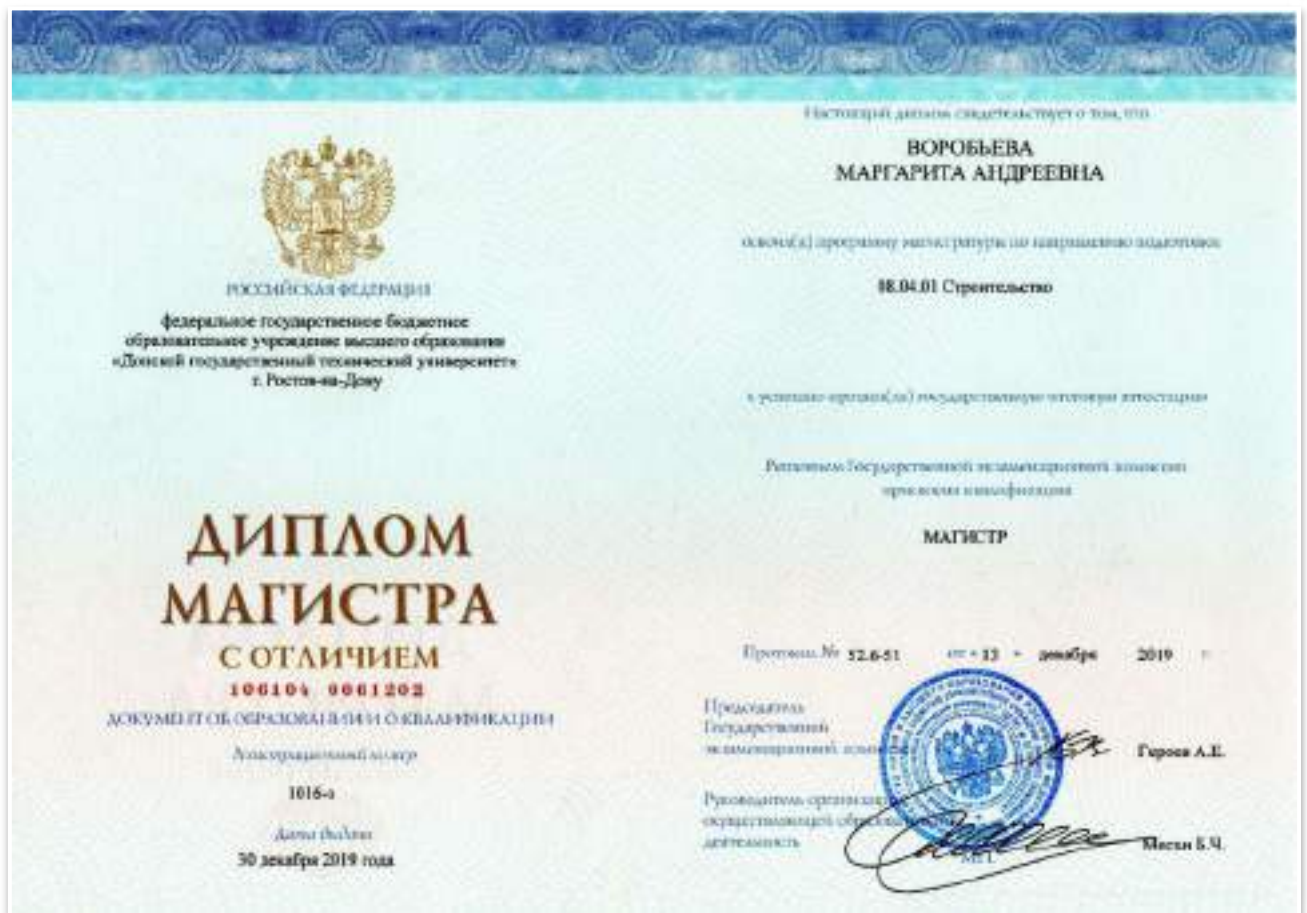 РОССИЙСКАЯ ФЕДЕРАЦИЯ
федеральное государственное бюджетное
образовательное учреждение высшего образования
«Донской государственный технический университет»
г. Ростов-на-Дону
ДИПЛОМ
МАГИСТРА
С ОТЛИЧИЕМ
106104 0061202
ДОКУМЕНТ ОБ ОБРАЗОВАНИИ И О КВАЛИФИКАЦИИ
Регистрационный номер
Дата выдачи
30 декабря 2019 года
Настоящий диплом свидетельствует о том, что
ВОРОБЬЕВА
МАРГАРИТА АНДРЕЕВНА
освоил(а) программу магистратуры по направлению подготовки
08.04.01 Строительство
и успешно прошел(ла) государственную итоговую аттестацию
Решением Государственной экзаменационной комиссии
присвоена квалификация
МАГИСТР
Протокол № 52.6-51 от « 13 » декабря 2019 г.
Председатель
Государственной
экзаменационной
Руководитель
осуществляющей
деятельность
М.П.